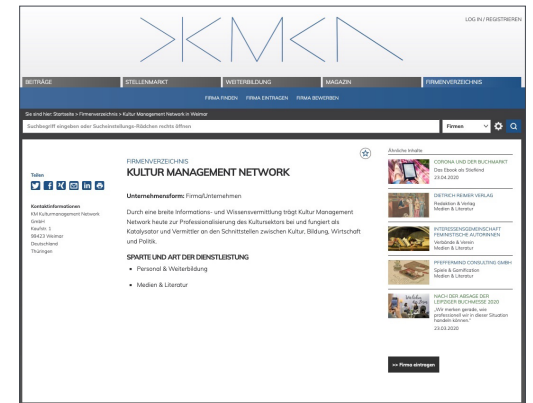 LOG IN / REGISTRIEREN
BEITRÄGE
STELLENMARKT
WEITERBILDUNG
MAGAZIN
FIRMENVERZEICHNIS
FIRMA FINDEN
FIRMA EINTRAGEN
FIRMA BEWERBEN
Sie sind hier: Startseite > Firmenverzeichnis > Kultur Management Network in Weimar
Suchbegriff eingeben oder Sucheinstellungs-Rädchen rechts öffnen
Firmen
Teilen
Kontaktinformationen
KM Kulturmanagement Network
GmbH
Kaufstr. 1
99423 Weimar
Deutschland
Thüringen
FIRMENVERZEICHNIS
KULTUR MANAGEMENT NETWORK
Unternehmensform: Firma/Unternehmen
Durch eine breite Informations- und Wissensvermittlung trägt Kultur Management
Network heute zur Professionalisierung des Kultursektors bei und fungiert als
Katalysator und Vermittler an den Schnittstellen zwischen Kultur, Bildung, Wirtschaft
und Politik.
SPARTE UND ART DER DIENSTLEISTUNG
• Personal & Weiterbildung
• Medien & Literatur
Ähnliche Inhalte
CORONA UND DER BUCHMARKT
Das Ebook als Stiefkind
23.04.2020
DIETRICH REIMER VERLAG
Redaktion & Verlag
Medien & Literatur
INTERESSENSGEMEINSCHAFT
FEMINISTISCHE AUTORINNEN
Verbände & Verein
Medien & Literatur
PFEFFERMIND CONSULTING GMBH
Spiele & Gamification
Medien & Literatur
NACH DER ABSAGE DER
LEIPZIGER BUCHMESSE 2020
„Wir merken gerade, wie
professionell wir in dieser Situation
handeln können."
23.03.2020
>> Firma eintragen